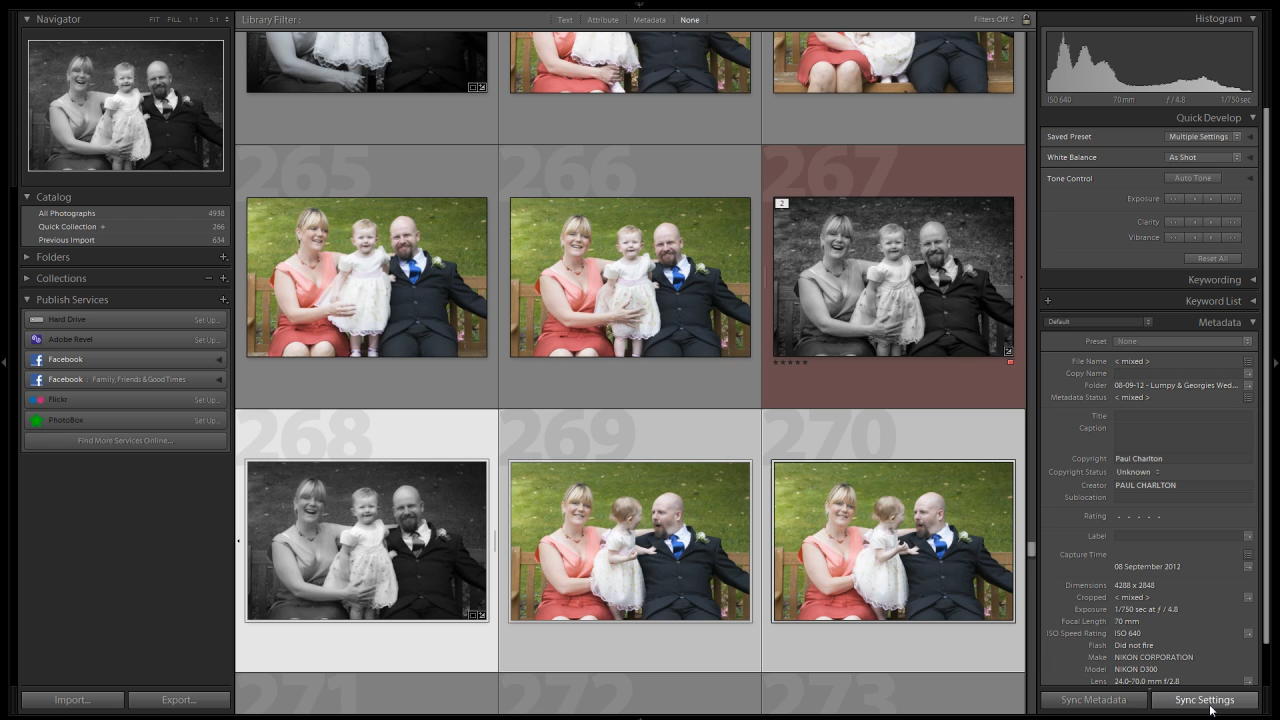 Navigator FIT FILL 1:1 3:1
Catalog
All Photographs 4938
Quick Collection + 266
Previous Import 634
Folders
Collections
Publish Services
Hard Drive Set Up...
Adobe Revel Set Up...
Facebook
Facebook : Family, Friends & Good Times
Flickr Set Up...
PhotoBox Set Up...
Find More Services Online...
Import... Export...
Library Filter : Text Attribute Metadata None Filters Off
265 266 267
2
268 269 270
271 272 273
Histogram
ISO 640 70 mm ƒ / 4.8 1/750 sec
Quick Develop
Saved Preset Multiple Settings
White Balance As Shot
Tone Control Auto Tone
Exposure
Clarity
Vibrance
Reset All
Keywording
Keyword List
Default Metadata
Preset None
File Name < mixed >
Copy Name
Folder 08-09-12 - Lumpy & Georgies Wed...
Metadata Status < mixed >
Title
Caption
Copyright Paul Charlton
Copyright Status Unknown
Creator PAUL CHARLTON
Sublocation
Rating
Label
Capture Time
08 September 2012
Dimensions 4288 x 2848
Cropped < mixed >
Exposure 1/750 sec at ƒ / 4.8
Focal Length 70 mm
ISO Speed Rating ISO 640
Flash Did not fire
Make NIKON CORPORATION
Model NIKON D300
Lens 24.0-70.0 mm f/2.8
Sync Metadata Sync Settings